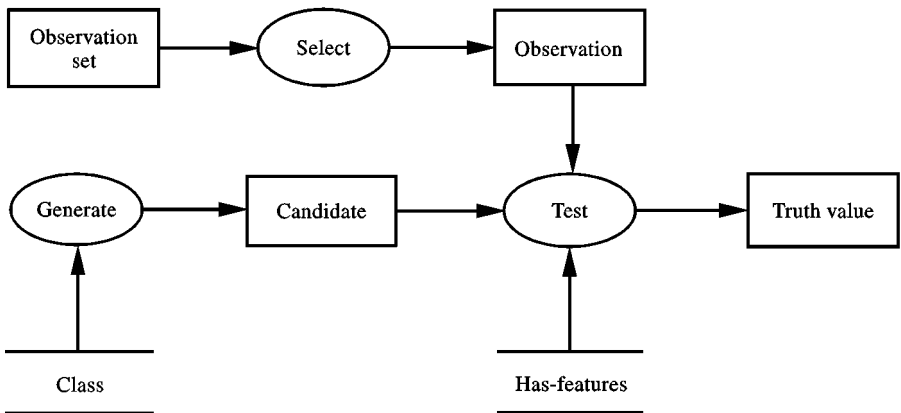 Observation
set
Select
Observation
Generate
Candidate
Test
Truth value
Class
Has-features